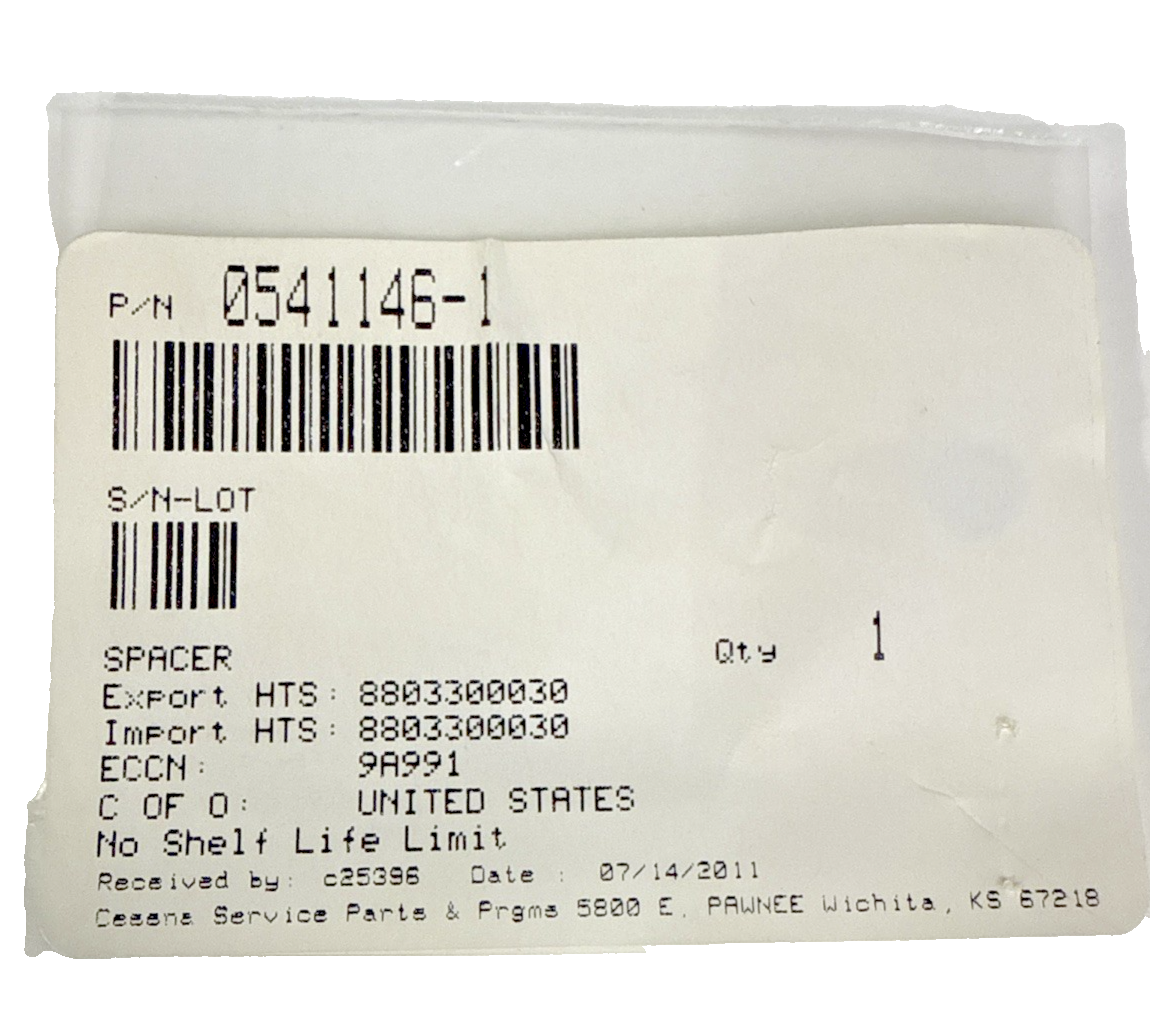 P/N 0541146-1
S/N-LOT
SPACER
Qty 1
Export HTS: 8803300030
Import HTS: 8803300030
ECCN: 9A991
C OF O: UNITED STATES
No Shelf Life Limit
Received by: c25396 Date : 07/14/2011
Cessna Service Parts & Prgms 5800 E. PAWNEE Wichita, KS 67218